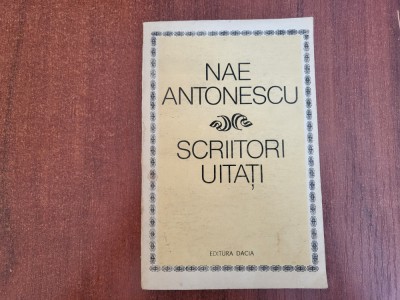 NAE
ANTONESCU
SCRIITORI
UITAȚI
EDITURA DACIA